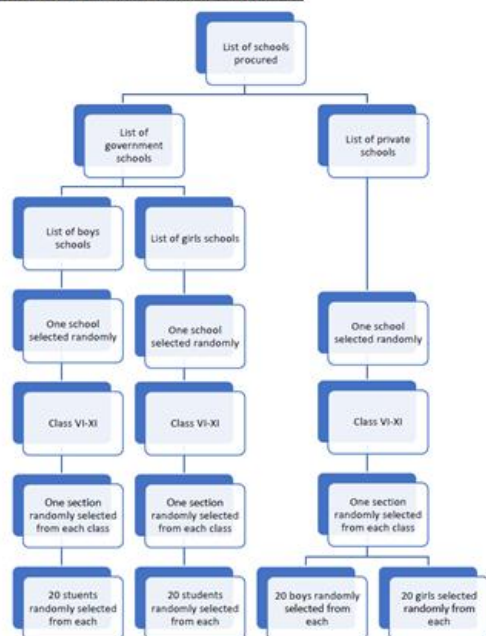 List of schools
procured
List of
government
schools
List of private
schools
List of boys
schools
List of girls schools
One school
selected randomly
One school
selected randomly
One school
selected randomly
Class VI-XI
Class VI-XI
Class VI-XI
One section
randomly selected
from each class
One section
randomly selected
from each class
One section
randomly selected
from each class
20 stuents
randomly selected
from each
20 students
randomly selected
from each
20 boys randomly
selected from
each
20 girls selected
randomly from
each